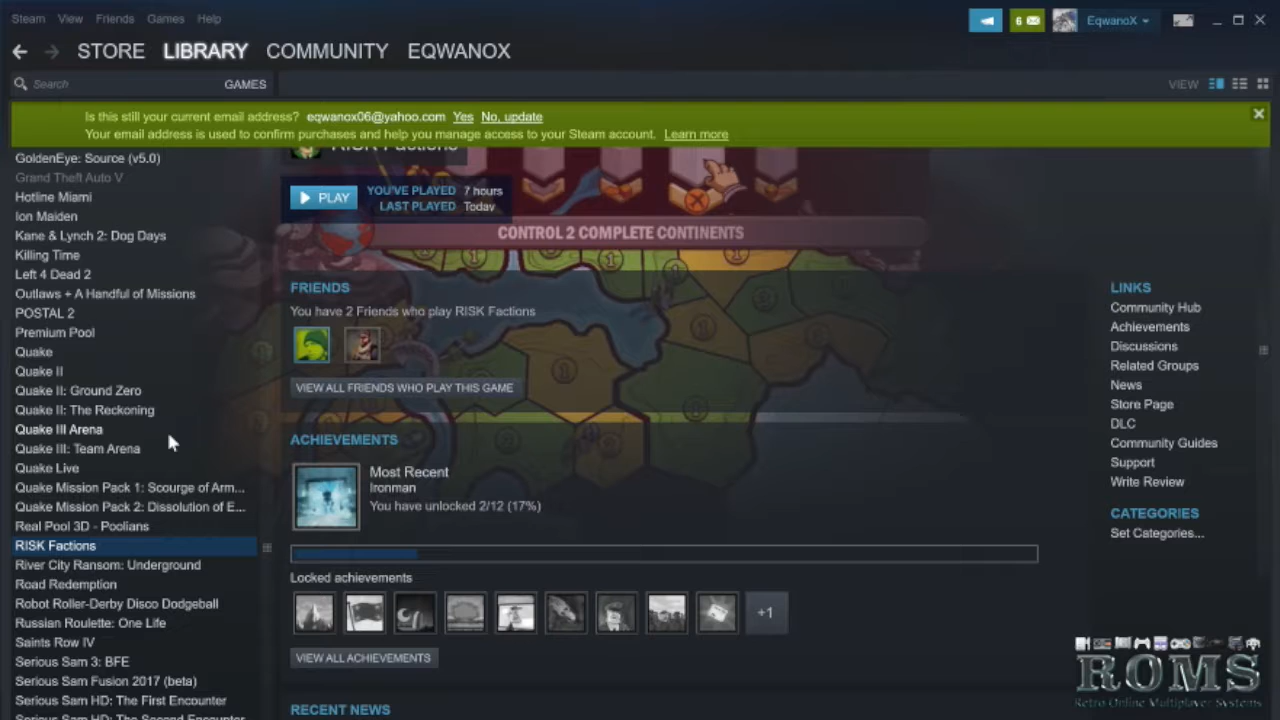 Steam View Friends Games Help
6
EqwanoX
STORE LIBRARY COMMUNITY EQWANOX
Search GAMES VIEW
Is this still your current email address? eqwanox06@yahoo.com Yes No, update
Your email address is used to confirm purchases and help you manage access to your Steam account. Learn more
GoldenEye: Source (v5.0)
Grand Theft Auto V
Hotline Miami
Ion Maiden
Kane & Lynch 2: Dog Days
Killing Time
Left 4 Dead 2
Outlaws + A Handful of Missions
POSTAL 2
Premium Pool
Quake
Quake II
Quake II: Ground Zero
Quake II: The Reckoning
Quake III Arena
Quake III: Team Arena
Quake Live
Quake Mission Pack 1: Scourge of Arm...
Quake Mission Pack 2: Dissolution of E...
Real Pool 3D - Poolians
RISK Factions
River City Ransom: Underground
Road Redemption
Robot Roller-Derby Disco Dodgeball
Russian Roulette: One Life
Saints Row IV
Serious Sam 3: BFE
Serious Sam Fusion 2017 (beta)
Serious Sam HD: The First Encounter
Serious Sam HD: The Second Encounter
RISK Factions
PLAY
YOU'VE PLAYED 7 hours
LAST PLAYED Today
CONTROL 2 COMPLETE CONTINENTS
FRIENDS
You have 2 Friends who play RISK Factions
VIEW ALL FRIENDS WHO PLAY THIS GAME
ACHIEVEMENTS
Most Recent
Ironman
You have unlocked 2/12 (17%)
Locked achievements
+1
VIEW ALL ACHIEVEMENTS
RECENT NEWS
LINKS
Community Hub
Achievements
Discussions
Related Groups
News
Store Page
DLC
Community Guides
Support
Write Review
CATEGORIES
Set Categories...
ROMS
Retro Online Multiplayer Systems